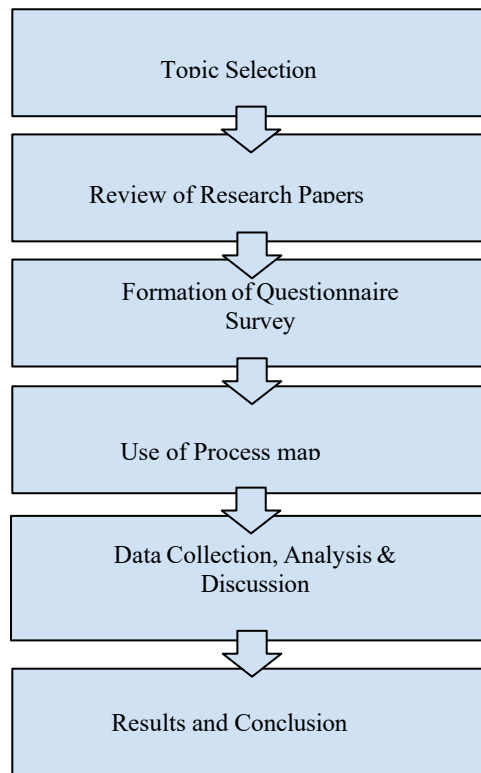 Topic Selection
Review of Research Papers
Formation of Questionnaire
Survey
Use of Process map
Data Collection, Analysis &
Discussion
Results and Conclusion